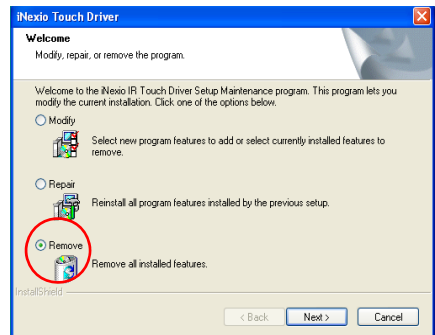 iNexio Touch Driver
Welcome
Modify, repair, or remove the program.
Welcome to the iNexio IR Touch Driver Setup Maintenance program. This program lets you
modify the current installation. Click one of the options below.
Modify
Select new program features to add or select currently installed features to
remove.
Repair
Reinstall all program features installed by the previous setup.
Remove
Remove all installed features.
InstallShield
< Back Next > Cancel